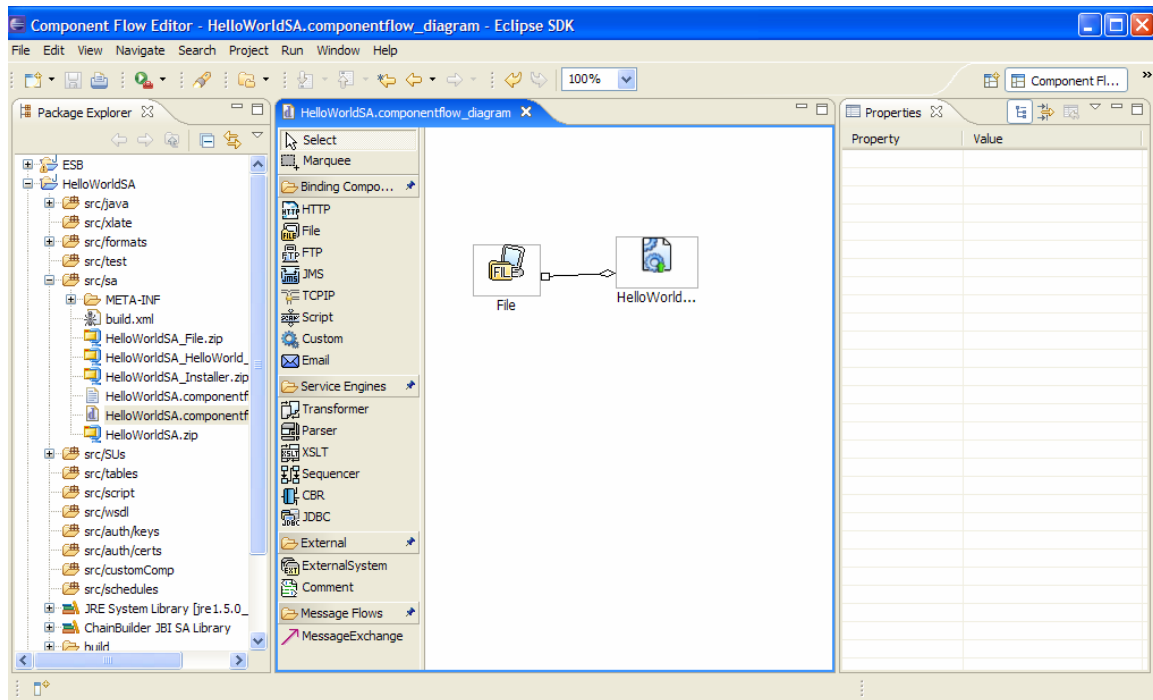 Component Flow Editor - HelloWorldSA.componentflow_diagram - Eclipse SDK
File Edit View Navigate Search Project Run Window Help
100%
Component Fl...
Package Explorer
ESB
HelloWorldSA
src/java
src/xlate
src/formats
src/test
src/sa
META-INF
build.xml
HelloWorldSA_File.zip
HelloWorldSA_HelloWorld_
HelloWorldSA_Installer.zip
HelloWorldSA.componentf
HelloWorldSA.componentf
HelloWorldSA.zip
src/SUs
src/tables
src/script
src/wsdl
src/auth/keys
src/auth/certs
src/customComp
src/schedules
JRE System Library [jre1.5.0_
ChainBuilder JBI SA Library
build
HelloWorldSA.componentflow_diagram
Select
Marquee
Binding Compo...
HTTP
File
FTP
JMS
TCPIP
Script
Custom
Email
Service Engines
Transformer
Parser
XSLT
Sequencer
CBR
JDBC
External
ExternalSystem
Comment
Message Flows
MessageExchange
FILE
File
HelloWorld...
Properties
Property Value